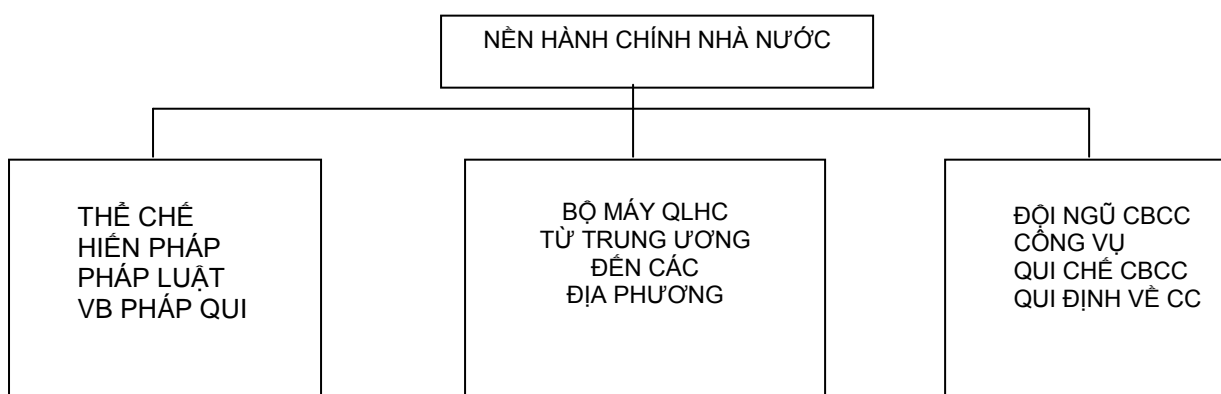 NỀN HÀNH CHÍNH NHÀ NƯỚC
THỂ CHẾ
HIẾN PHÁP
PHÁP LUẬT
VB PHÁP QUI
BỘ MÁY QLHC
TỪ TRUNG ƯƠNG
ĐẾN CÁC
ĐỊA PHƯƠNG
ĐỘI NGŨ CBCC
CÔNG VỤ
QUI CHẾ CBCC
QUI ĐỊNH VỀ CC